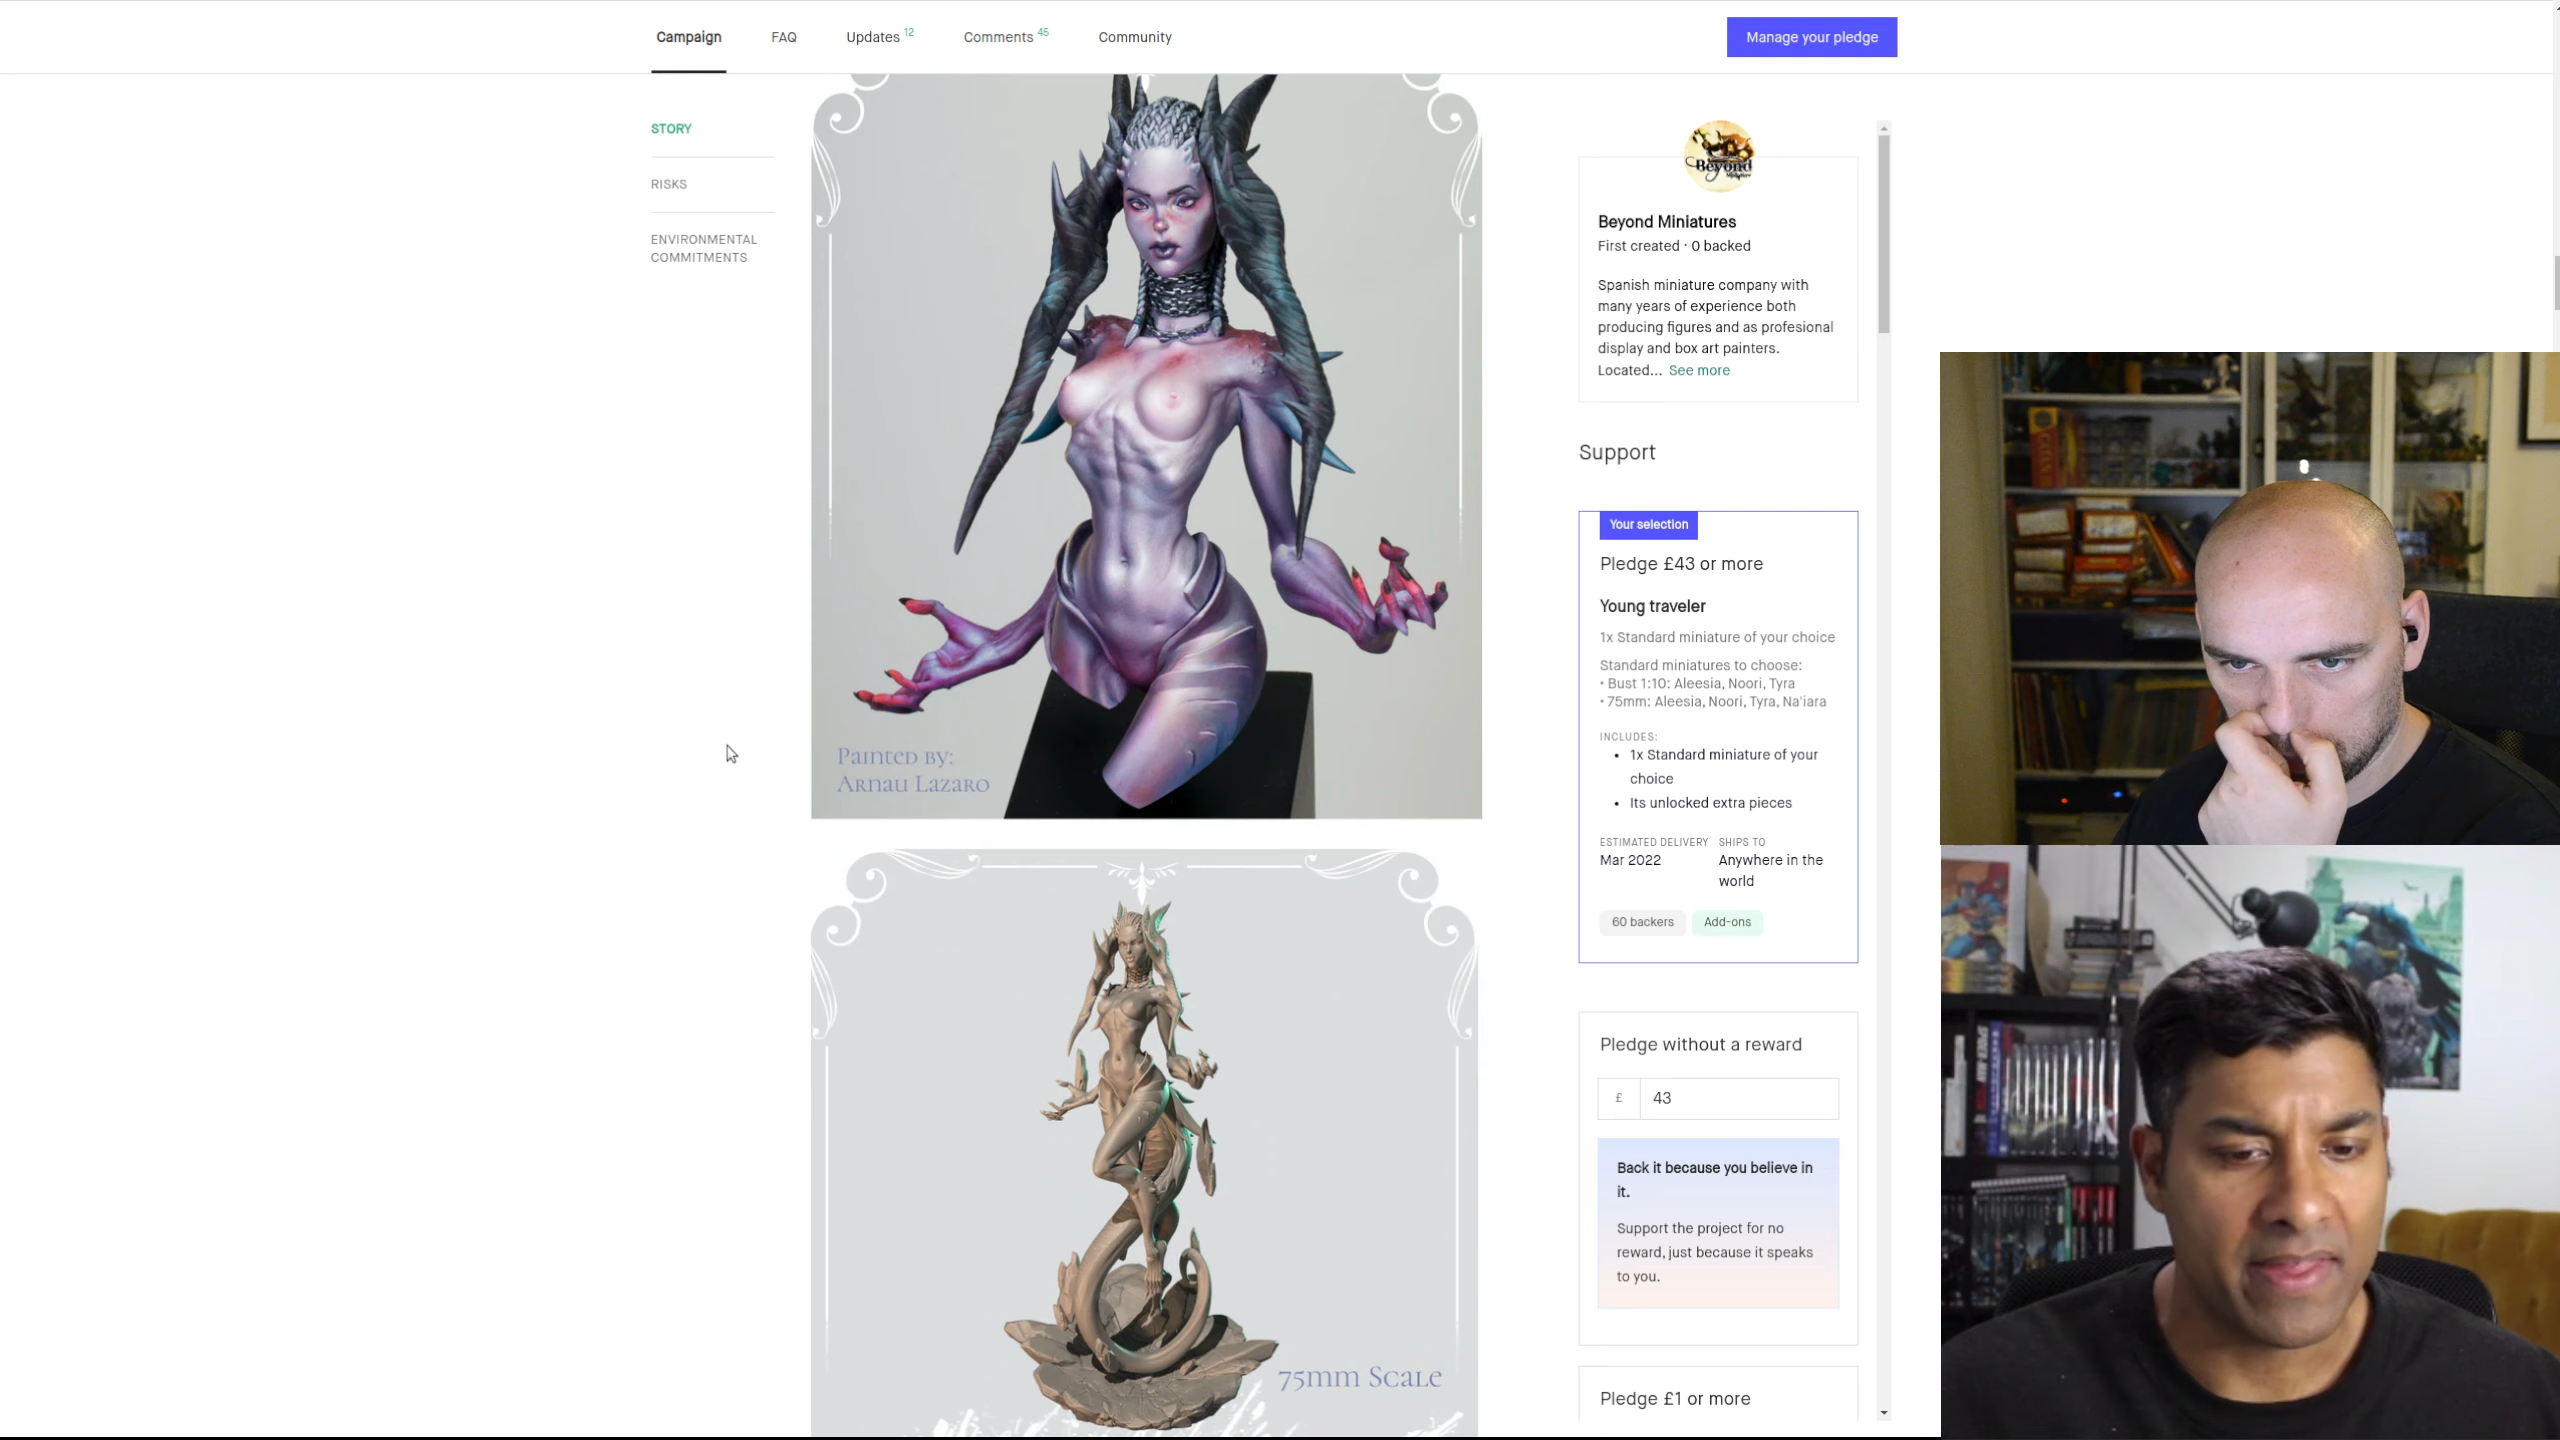 Campaign
FAQ
Updates 12
Comments 45
Community
Manage your pledge
STORY
RISKS
ENVIRONMENTAL
COMMITMENTS
Painted by:
Arnau Lazaro
75mm Scale
Beyond
Beyond Miniatures
First created · 0 backed
Spanish miniature company with
many years of experience both
producing figures and as profesional
display and box art painters.
Located... See more
Support
Your selection
Pledge £43 or more
Young traveler
1x Standard miniature of your choice
Standard miniatures to choose:
• Bust 1:10: Aleesia, Noori, Tyra
• 75mm: Aleesia, Noori, Tyra, Na'iara
INCLUDES:
• 1x Standard miniature of your
choice
• Its unlocked extra pieces
ESTIMATED DELIVERY
Mar 2022
SHIPS TO
Anywhere in the
world
60 backers
Add-ons
Pledge without a reward
£ 43
Back it because you believe in
it.
Support the project for no
reward, just because it speaks
to you.
Pledge £1 or more